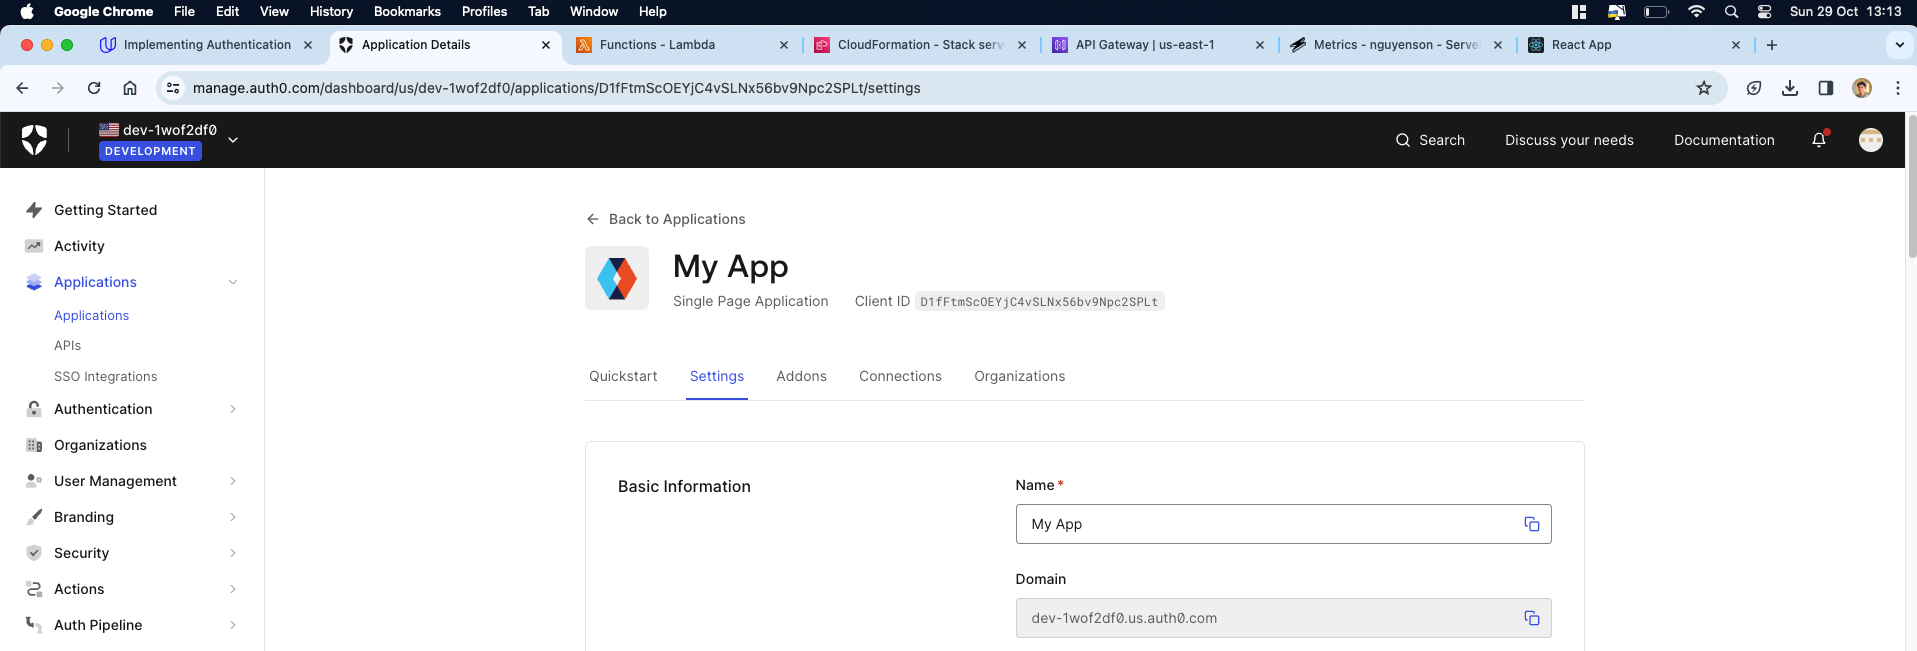 Google Chrome File Edit View History Bookmarks Profiles Tab Window Help Sun 29 Oct 13:13
Implementing Authentication Application Details Functions - Lambda CloudFormation - Stack serv API Gateway | us-east-1 Metrics - nguyenson - Serve React App
manage.auth0.com/dashboard/us/dev-1wof2df0/applications/D1fFtmScOEYjC4vSLNx56bv9Npc2SPLt/settings
dev-1wof2df0
DEVELOPMENT
Search Discuss your needs Documentation
Getting Started
Activity
Applications
Applications
APIs
SSO Integrations
Authentication
Organizations
User Management
Branding
Security
Actions
Auth Pipeline
Back to Applications
My App
Single Page Application Client ID D1fFtmScOEYjC4vSLNx56bv9Npc2SPLt
Quickstart Settings Addons Connections Organizations
Basic Information
Name *
My App
Domain
dev-1wof2df0.us.auth0.com